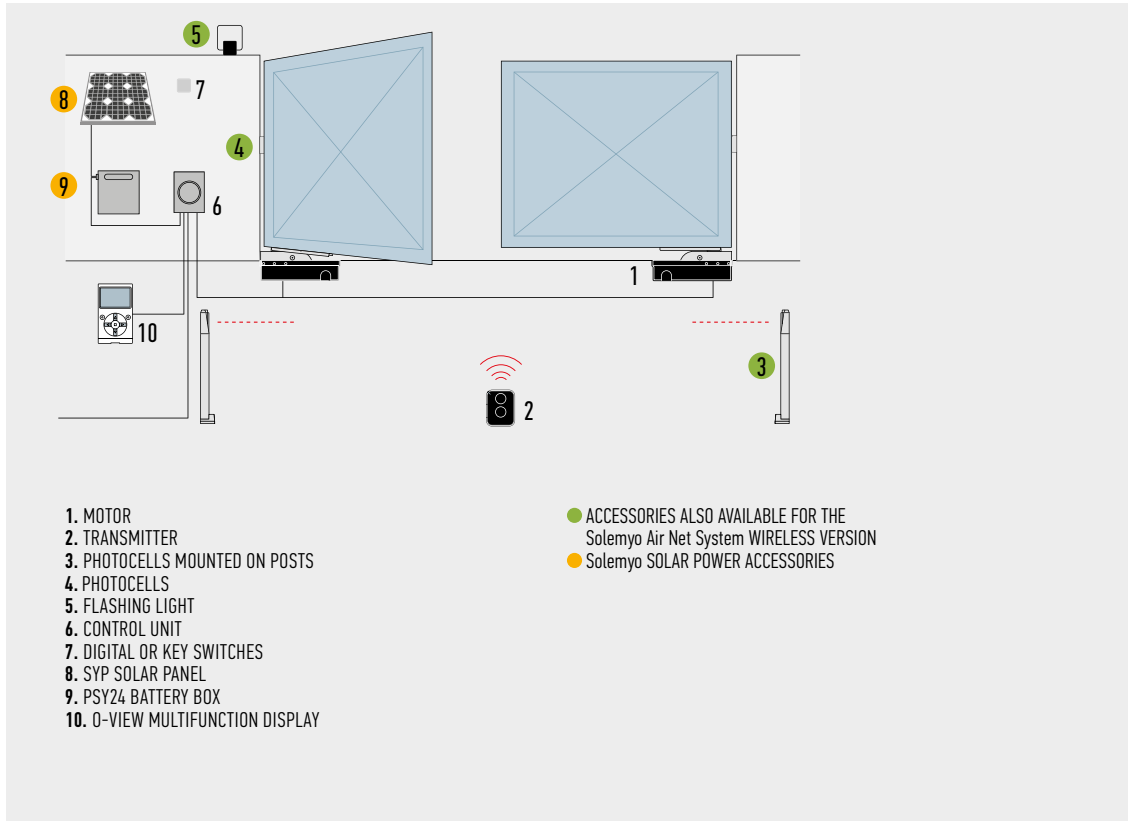 5
8
7
4
9
6
1
10
3
2
1. MOTOR
2. TRANSMITTER
3. PHOTOCELLS MOUNTED ON POSTS
4. PHOTOCELLS
5. FLASHING LIGHT
6. CONTROL UNIT
7. DIGITAL OR KEY SWITCHES
8. SYP SOLAR PANEL
9. PSY24 BATTERY BOX
10. O-VIEW MULTIFUNCTION DISPLAY
ACCESSORIES ALSO AVAILABLE FOR THE
Solemyo Air Net System WIRELESS VERSION
Solemyo SOLAR POWER ACCESSORIES